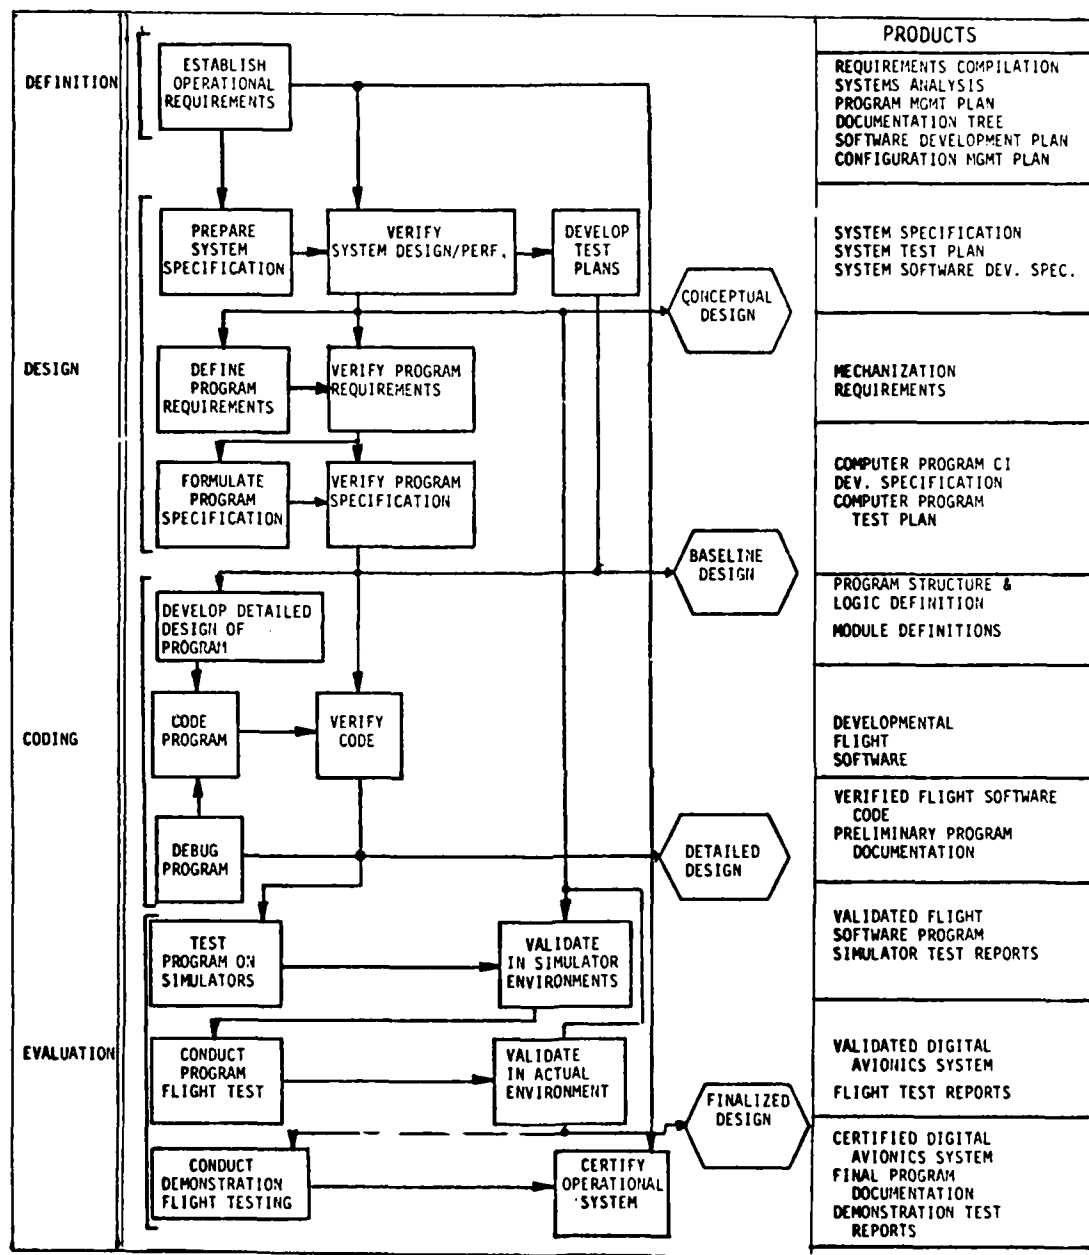 PRODUCTS
DEFINITION
ESTABLISH
OPERATIONAL
REQUIREMENTS
REQUIREMENTS COMPILATION
SYSTEMS ANALYSIS
PROGRAM MGMT PLAN
DOCUMENTATION TREE
SOFTWARE DEVELOPMENT PLAN
CONFIGURATION MGMT PLAN
DESIGN
PREPARE
SYSTEM
SPECIFICATION
VERIFY
SYSTEM DESIGN/PERF.
DEVELOP
TEST
PLANS
SYSTEM SPECIFICATION
SYSTEM TEST PLAN
SYSTEM SOFTWARE DEV. SPEC.
CONCEPTUAL
DESIGN
DEFINE
PROGRAM
REQUIREMENTS
VERIFY PROGRAM
REQUIREMENTS
MECHANIZATION
REQUIREMENTS
FORMULATE
PROGRAM
SPECIFICATION
VERIFY PROGRAM
SPECIFICATION
COMPUTER PROGRAM CI
DEV. SPECIFICATION
COMPUTER PROGRAM
TEST PLAN
BASELINE
DESIGN
CODING
DEVELOP DETAILED
DESIGN OF
PROGRAM
PROGRAM STRUCTURE &
LOGIC DEFINITION
MODULE DEFINITIONS
CODE
PROGRAM
VERIFY
CODE
DEVELOPMENTAL
FLIGHT
SOFTWARE
DEBUG
PROGRAM
DETAILED
DESIGN
VERIFIED FLIGHT SOFTWARE
CODE
PRELIMINARY PROGRAM
DOCUMENTATION
EVALUATION
TEST
PROGRAM ON
SIMULATORS
VALIDATE
IN SIMULATOR
ENVIRONMENTS
VALIDATED FLIGHT
SOFTWARE PROGRAM
SIMULATOR TEST REPORTS
CONDUCT
PROGRAM
FLIGHT TEST
VALIDATE
IN ACTUAL
ENVIRONMENT
VALIDATED DIGITAL
AVIONICS SYSTEM
FLIGHT TEST REPORTS
FINALIZED
DESIGN
CONDUCT
DEMONSTRATION
FLIGHT TESTING
CERTIFY
OPERATIONAL
SYSTEM
CERTIFIED DIGITAL
AVIONICS SYSTEM
FINAL PROGRAM
DOCUMENTATION
DEMONSTRATION TEST
REPORTS